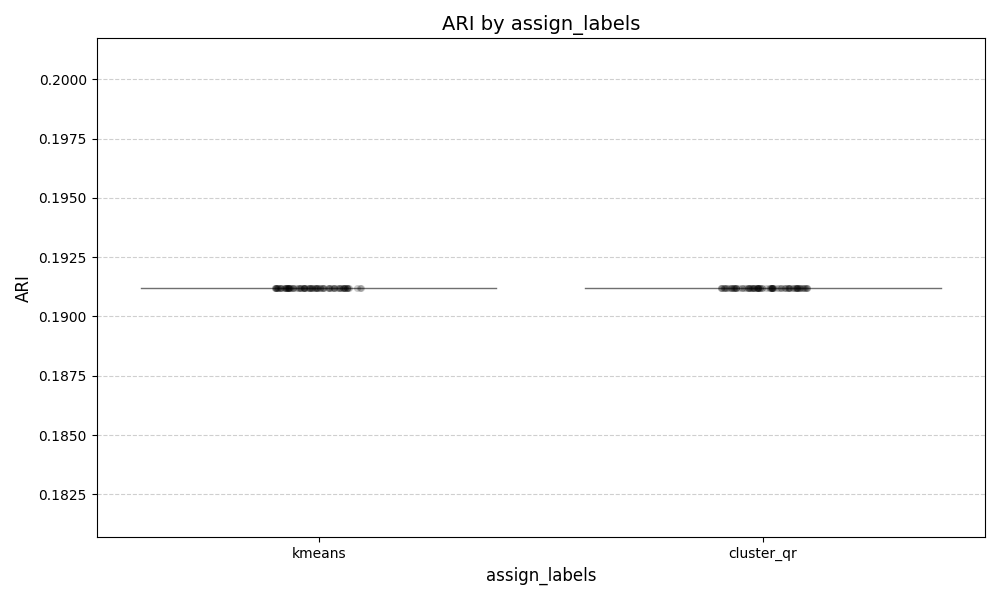 ARI by assign_labels
ARI
0.2000
0.1975
0.1950
0.1925
0.1900
0.1875
0.1850
0.1825
kmeans
cluster_qr
assign_labels